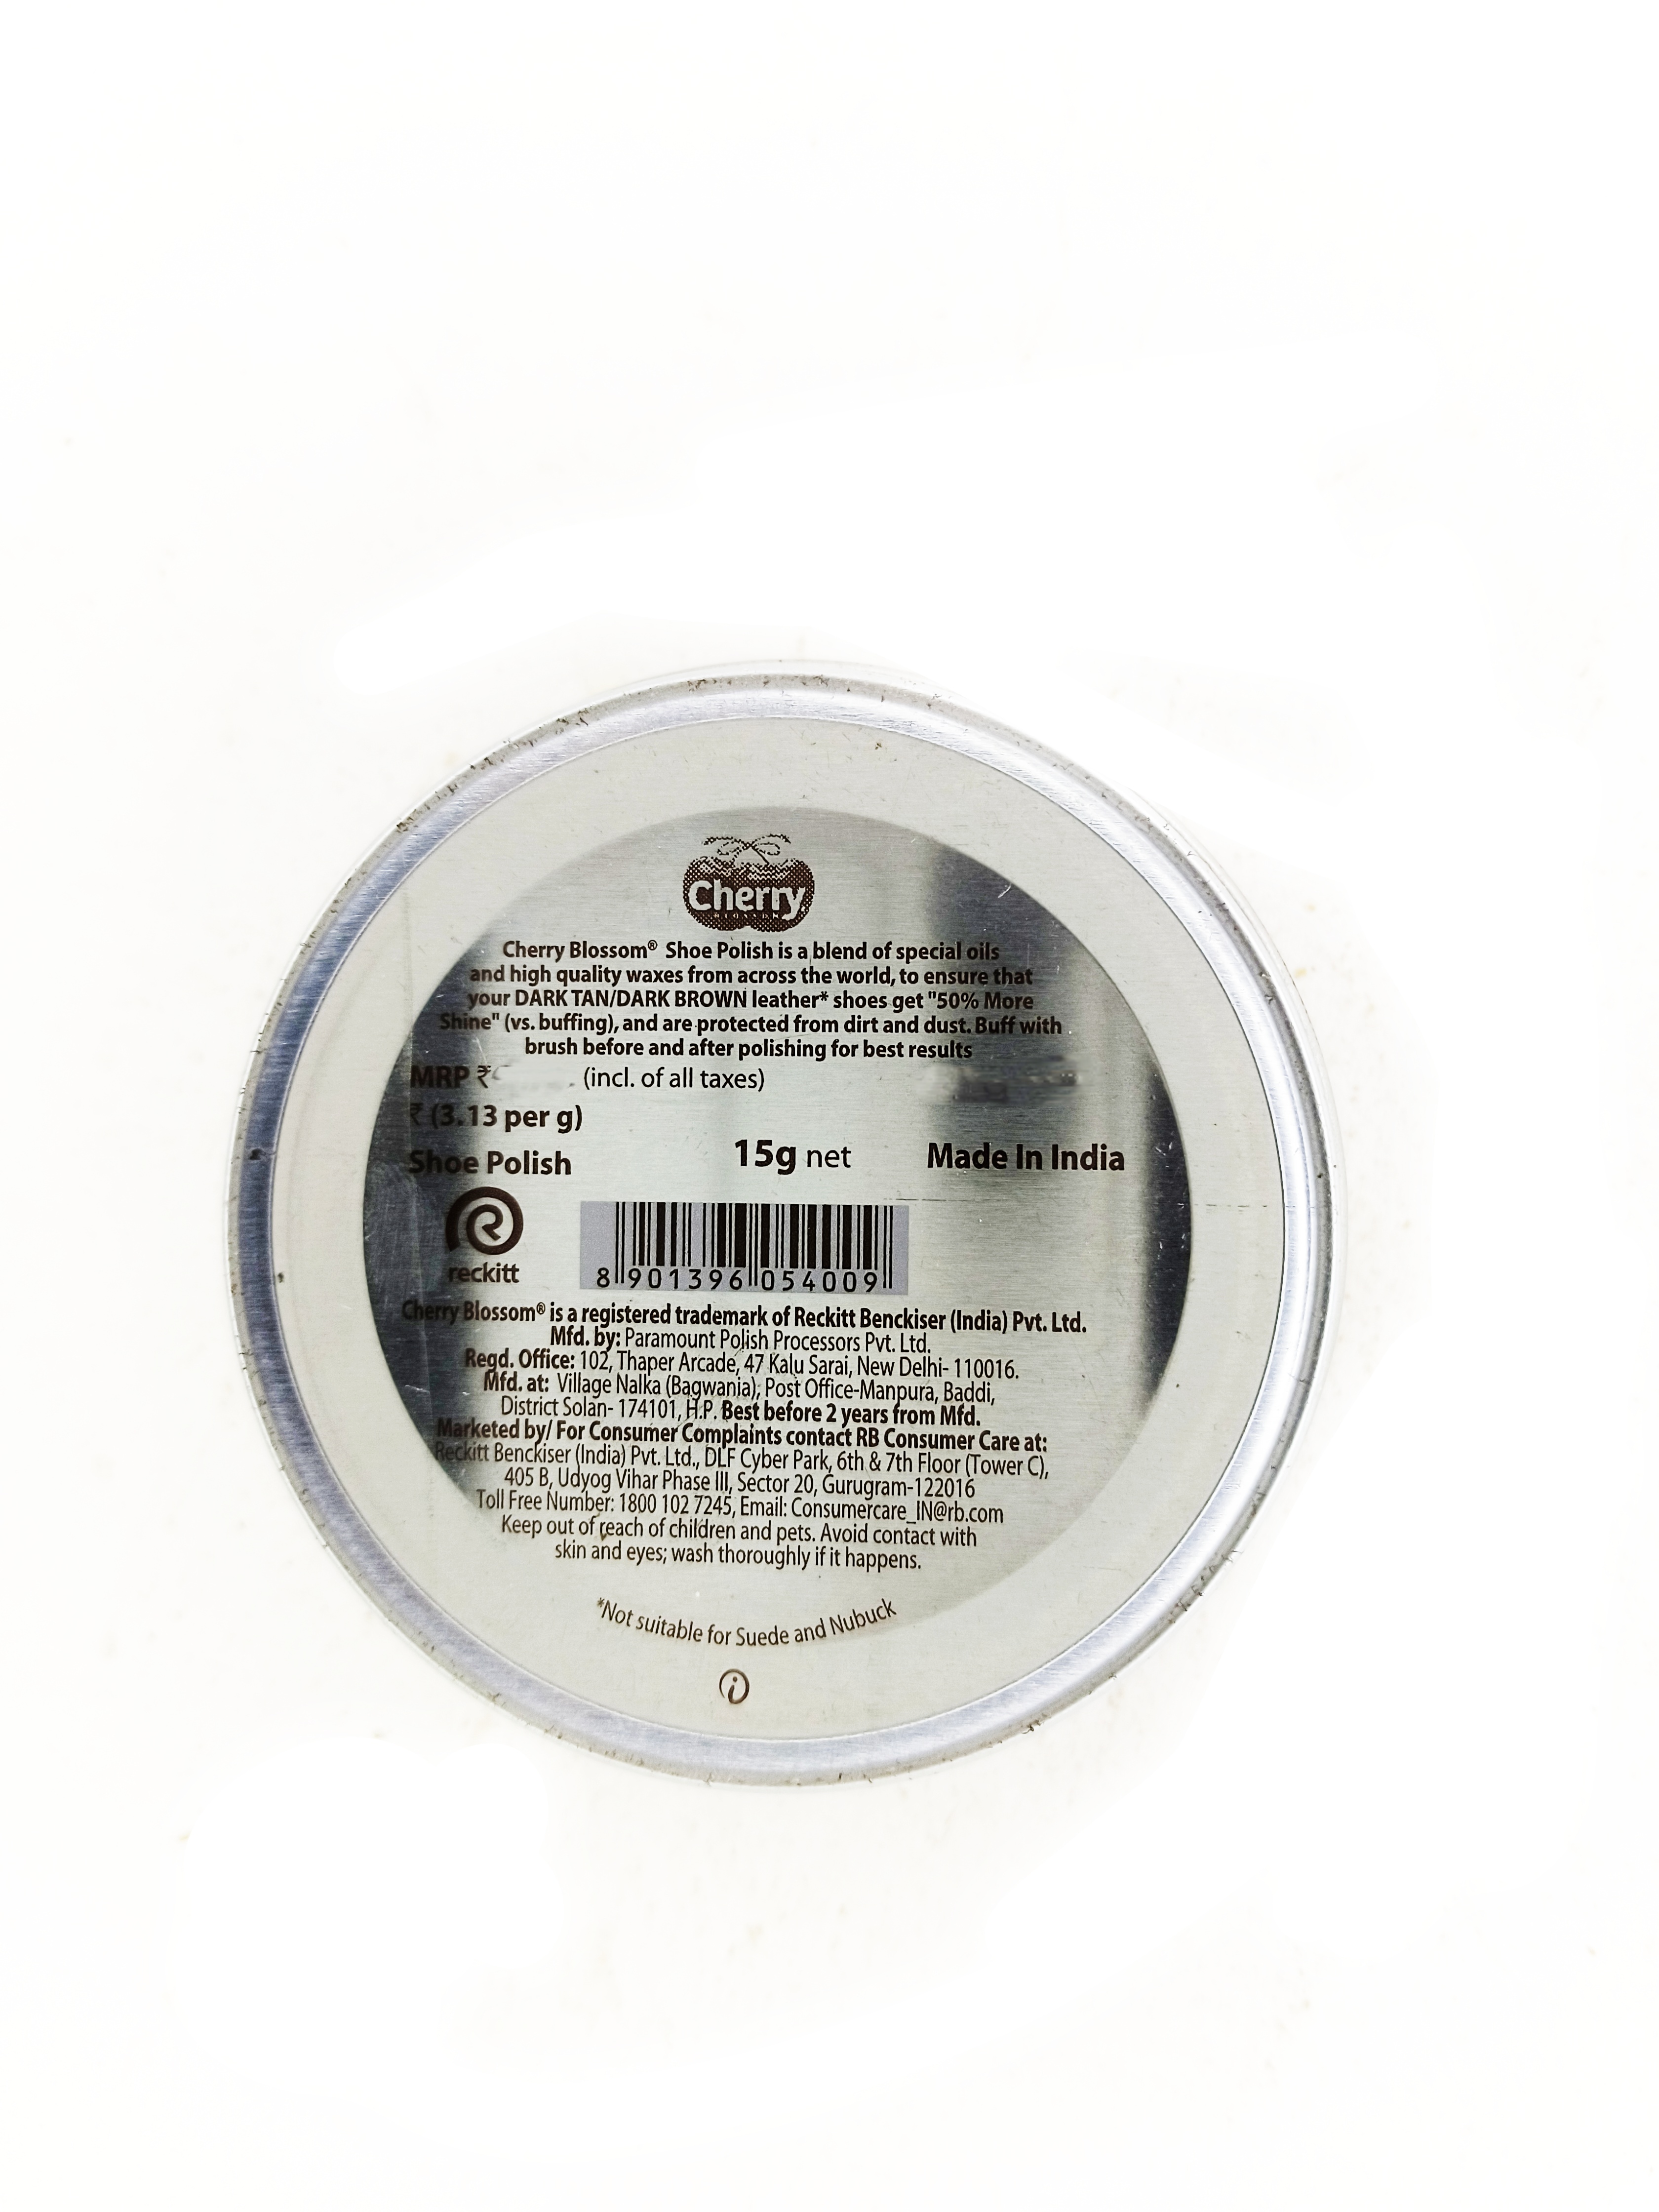 Cherry
BLOSSOM
Cherry Blossom® Shoe Polish is a blend of special oils
and high quality waxes from across the world, to ensure that
your DARK TAN/DARK BROWN leather* shoes get "50% More
Shine" (vs. buffing), and are protected from dirt and dust. Buff with
brush before and after polishing for best results
MRP ₹ (incl. of all taxes)
₹ (3.13 per g)
Shoe Polish 15g net Made In India
reckitt
8 901396 054009
Cherry Blossom® is a registered trademark of Reckitt Benckiser (India) Pvt. Ltd.
Mfd. by: Paramount Polish Processors Pvt. Ltd.
Regd. Office: 102, Thaper Arcade, 47 Kalu Sarai, New Delhi- 110016.
Mfd. at: Village Nalka (Bagwania), Post Office-Manpura, Baddi,
District Solan- 174101, H.P. Best before 2 years from Mfd.
Marketed by/ For Consumer Complaints contact RB Consumer Care at:
Reckitt Benckiser (India) Pvt. Ltd., DLF Cyber Park, 6th & 7th Floor (Tower C),
405 B, Udyog Vihar Phase III, Sector 20, Gurugram-122016
Toll Free Number: 1800 102 7245, Email: Consumercare_IN@rb.com
Keep out of reach of children and pets. Avoid contact with
skin and eyes; wash thoroughly if it happens.
*Not suitable for Suede and Nubuck
i